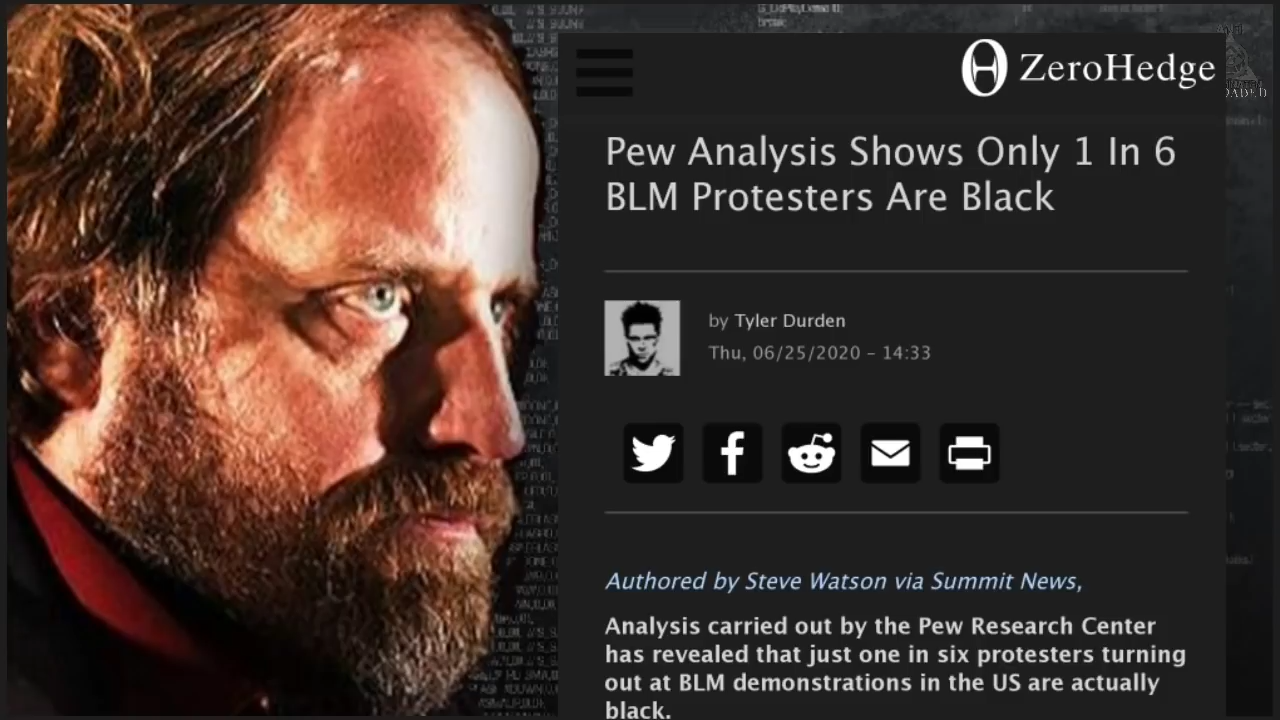 ZeroHedge
Pew Analysis Shows Only 1 In 6
BLM Protesters Are Black
by Tyler Durden
Thu, 06/25/2020 – 14:33
Authored by Steve Watson via Summit News,
Analysis carried out by the Pew Research Center
has revealed that just one in six protesters turning
out at BLM demonstrations in the US are actually
black.